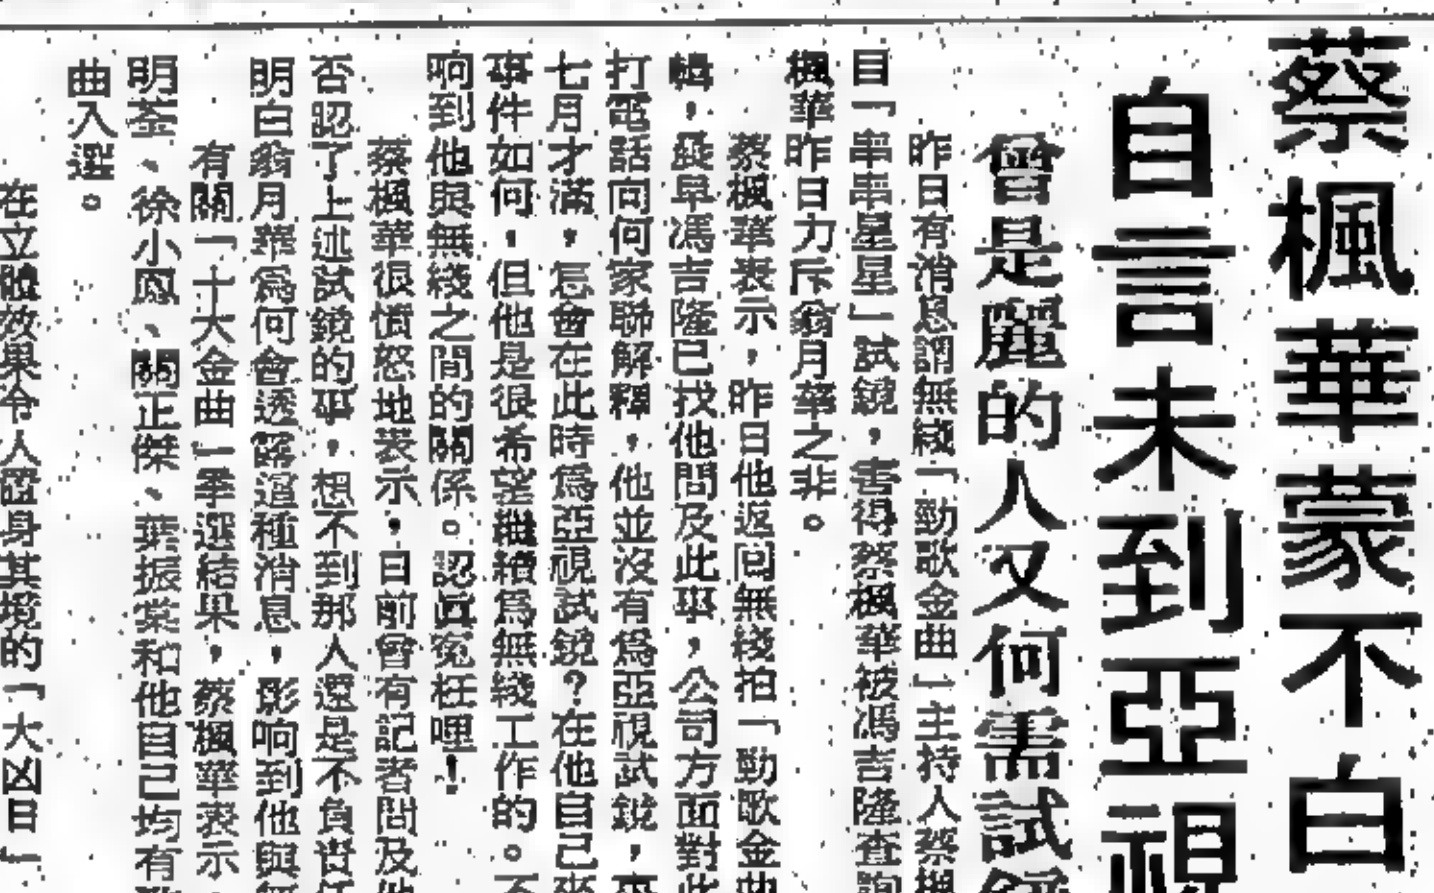 蔡楓華蒙不白
自言未到亞視
曾是麗的人又何需試鏡
昨日有消息謂無綫「勁歌金曲」主持人蔡楓
目「串串星星」試鏡，害得蔡楓華被馮吉隆查詢
楓華昨日力斥翁月華之非。
蔡楓華表示，昨日他返回無綫拍「勁歌金曲
輯，最早馮吉隆已找他問及此事，公司方面對此
打電話向何家聯解釋，他並沒有為亞視試鏡，
七月才滿，怎會在此時為亞視試鏡？在他自己來
事件如何，但他是很希望繼續為無綫工作的。不
响到他與無綫之間的關係。認真冤枉哩！
蔡楓華很憤怒地表示，日前曾有記者問及他
否認了上述試鏡的事，想不到那人還是不負責任
明白翁月華為何會透露這種消息，影响到他與無
有關「十大金曲」季選結果，蔡楓華表示，
明荃、徐小鳳、關正傑、葉振棠和他自己均有
曲入選。
在立體效果令人置身其境的「大凶日」